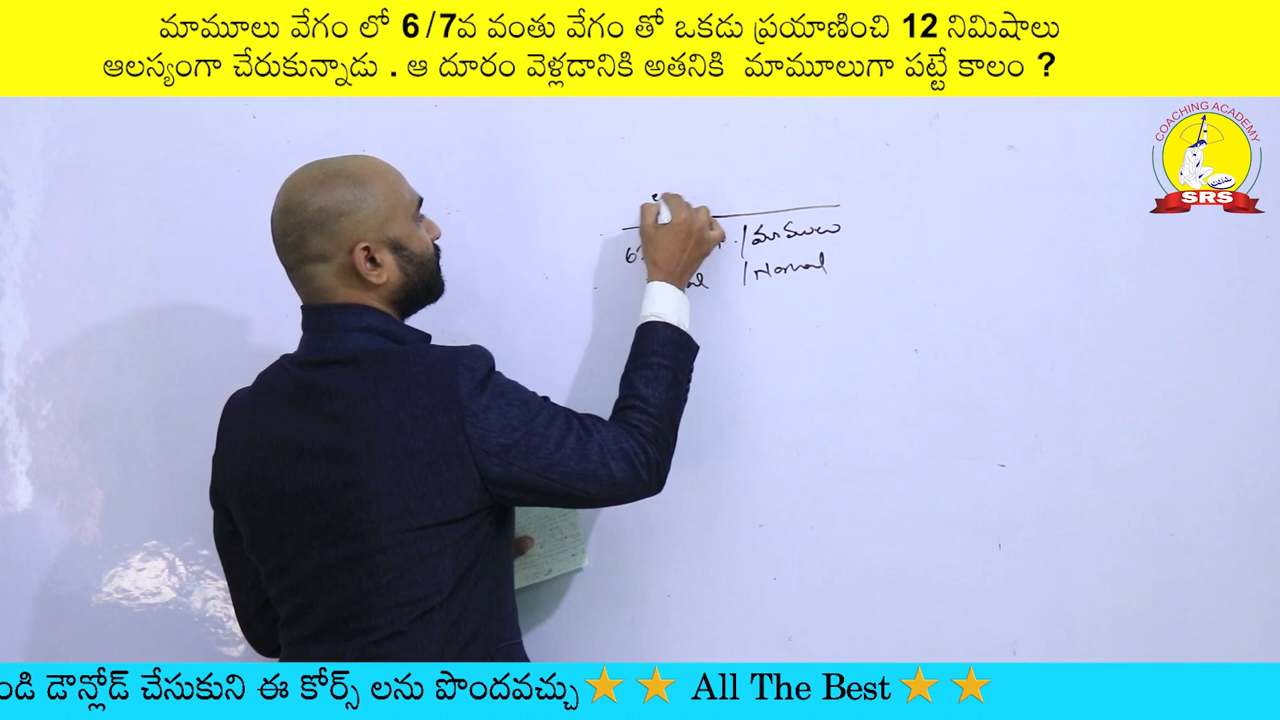 మామూలు వేగం లో 6/7వ వంతు వేగం తో ఒకడు ప్రయాణించి 12 నిమిషాలు
ఆలస్యంగా చేరుకున్నాడు . ఆ దూరం వెళ్లడానికి అతనికి మామూలుగా పట్టే కాలం ?
COACHING ACADEMY
SRS
/ మామూలు
/ Normal
ండి డౌన్లోడ్ చేసుకుని ఈ కోర్స్ లను పొందవచ్చు ⭐ ⭐ All The Best ⭐ ⭐